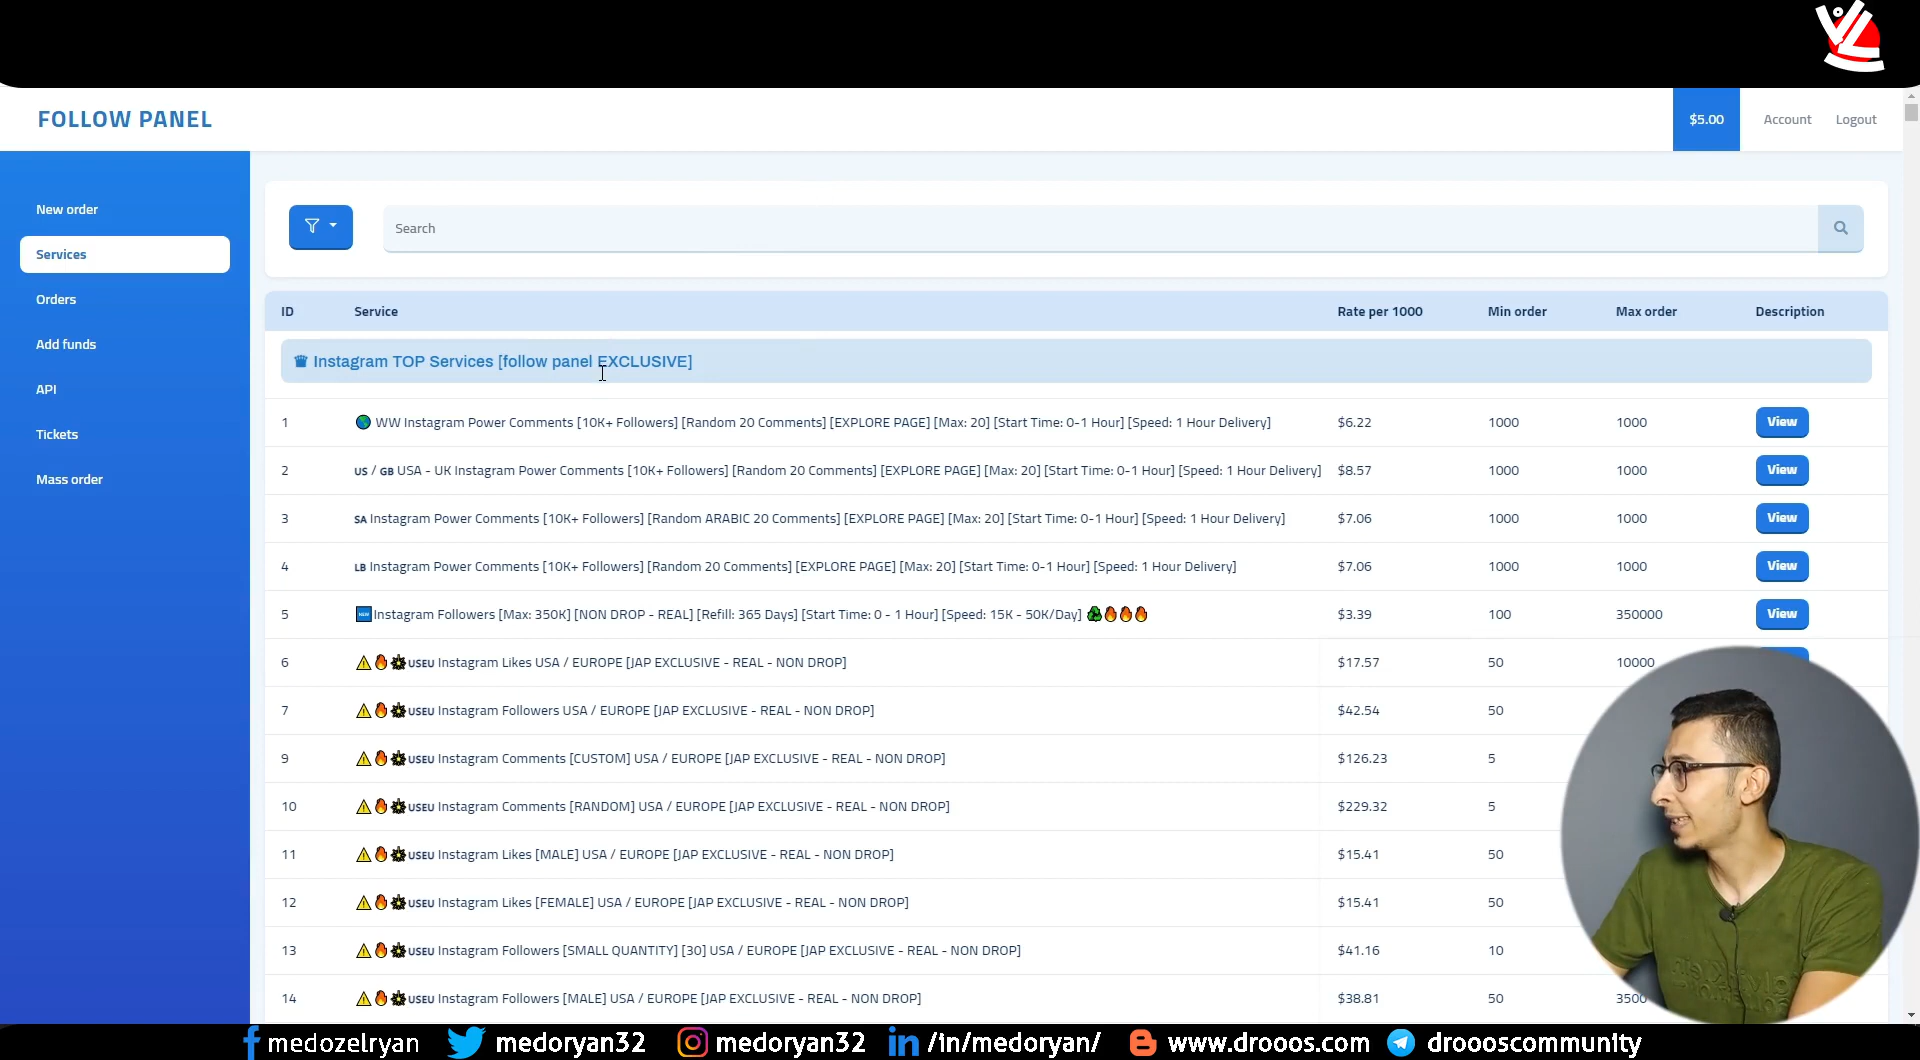 FOLLOW PANEL
$5.00
Account
Logout
New order
Services
Orders
Add funds
API
Tickets
Mass order
Search
ID Service Rate per 1000 Min order Max order Description
Instagram TOP Services [follow panel EXCLUSIVE]
1 WW Instagram Power Comments [10K+ Followers] [Random 20 Comments] [EXPLORE PAGE] [Max: 20] [Start Time: 0-1 Hour] [Speed: 1 Hour Delivery] $6.22 1000 1000 View
2 US / GB USA - UK Instagram Power Comments [10K+ Followers] [Random 20 Comments] [EXPLORE PAGE] [Max: 20] [Start Time: 0-1 Hour] [Speed: 1 Hour Delivery] $8.57 1000 1000 View
3 SA Instagram Power Comments [10K+ Followers] [Random ARABIC 20 Comments] [EXPLORE PAGE] [Max: 20] [Start Time: 0-1 Hour] [Speed: 1 Hour Delivery] $7.06 1000 1000 View
4 LB Instagram Power Comments [10K+ Followers] [Random 20 Comments] [EXPLORE PAGE] [Max: 20] [Start Time: 0-1 Hour] [Speed: 1 Hour Delivery] $7.06 1000 1000 View
5 Instagram Followers [Max: 350K] [NON DROP - REAL] [Refill: 365 Days] [Start Time: 0 - 1 Hour] [Speed: 15K - 50K/Day] $3.39 100 350000 View
6 USEU Instagram Likes USA / EUROPE [JAP EXCLUSIVE - REAL - NON DROP] $17.57 50 10000
7 USEU Instagram Followers USA / EUROPE [JAP EXCLUSIVE - REAL - NON DROP] $42.54 50
9 USEU Instagram Comments [CUSTOM] USA / EUROPE [JAP EXCLUSIVE - REAL - NON DROP] $126.23 5
10 USEU Instagram Comments [RANDOM] USA / EUROPE [JAP EXCLUSIVE - REAL - NON DROP] $229.32 5
11 USEU Instagram Likes [MALE] USA / EUROPE [JAP EXCLUSIVE - REAL - NON DROP] $15.41 50
12 USEU Instagram Likes [FEMALE] USA / EUROPE [JAP EXCLUSIVE - REAL - NON DROP] $15.41 50
13 USEU Instagram Followers [SMALL QUANTITY] [30] USA / EUROPE [JAP EXCLUSIVE - REAL - NON DROP] $41.16 10
14 USEU Instagram Followers [MALE] USA / EUROPE [JAP EXCLUSIVE - REAL - NON DROP] $38.81 50 3500
medozelryan medoryan32 medoryan32 /in/medoryan/ www.drooos.com droooscommunity